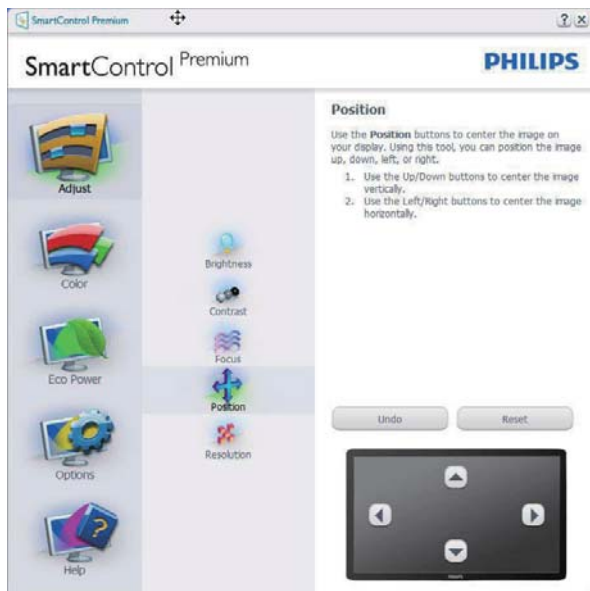 SmartControl Premium
? x
SmartControl Premium
PHILIPS
Adjust
Color
Eco Power
Options
Help
Brightness
Contrast
Focus
Position
Resolution
Position
Use the Position buttons to center the image on
your display. Using this tool, you can position the image
up, down, left, or right.
1. Use the Up/Down buttons to center the image
vertically.
2. Use the Left/Right buttons to center the image
horizontally.
Undo
Reset
PHILIPS